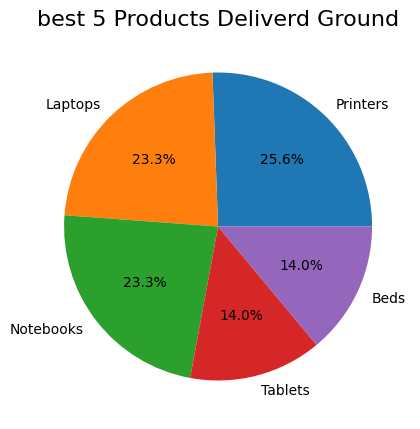 best 5 Products Deliverd Ground
Laptops
Printers
23.3%
25.6%
23.3%
14.0%
14.0%
Beds
Notebooks
Tablets